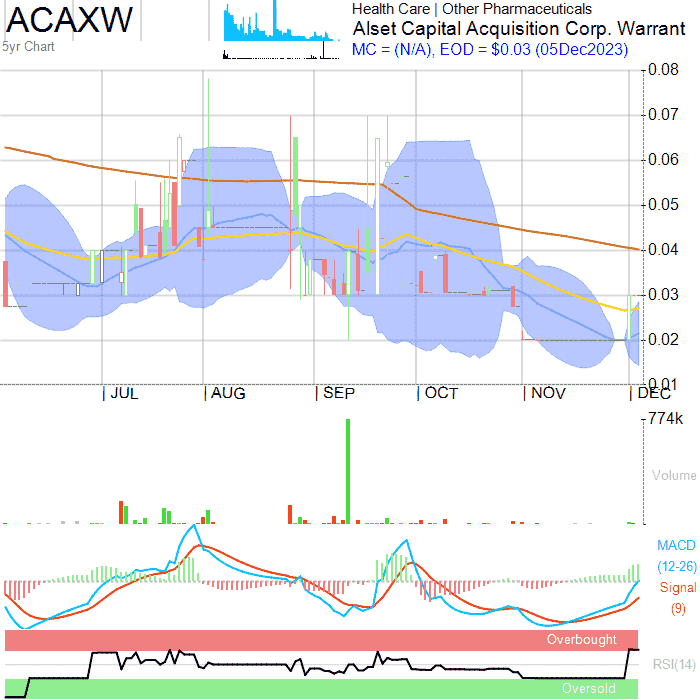 ACAXW
5yr Chart
Health Care | Other Pharmaceuticals
Alset Capital Acquisition Corp. Warrant
MC = (N/A), EOD = $0.03 (05Dec2023)
0.08
0.07
0.06
0.05
0.04
0.03
0.02
0.01
| JUL | AUG | SEP | OCT | NOV | DEC
774k
Volume
MACD
(12-26)
Signal
(9)
Overbought
RSI(14)
Oversold